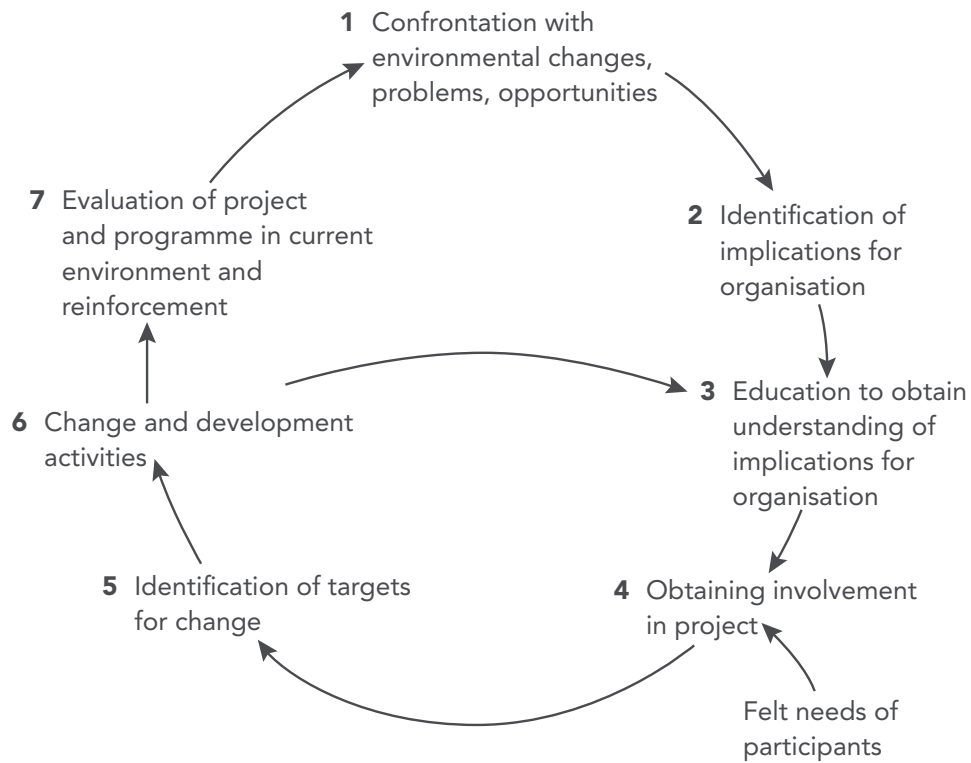 1 Confrontation with
environmental changes,
problems, opportunities
2 Identification of
implications for
organisation
3 Education to obtain
understanding of
implications for
organisation
4 Obtaining involvement
in project
Felt needs of
participants
5 Identification of targets
for change
6 Change and development
activities
7 Evaluation of project
and programme in current
environment and
reinforcement